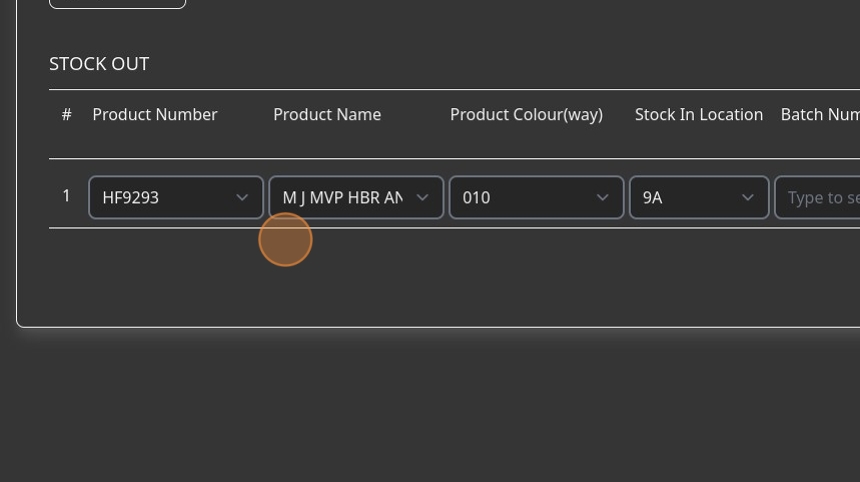 STOCK OUT
# Product Number Product Name Product Colour(way) Stock In Location Batch Num
1 HF9293 M J MVP HBR AN 010 9A Type to se